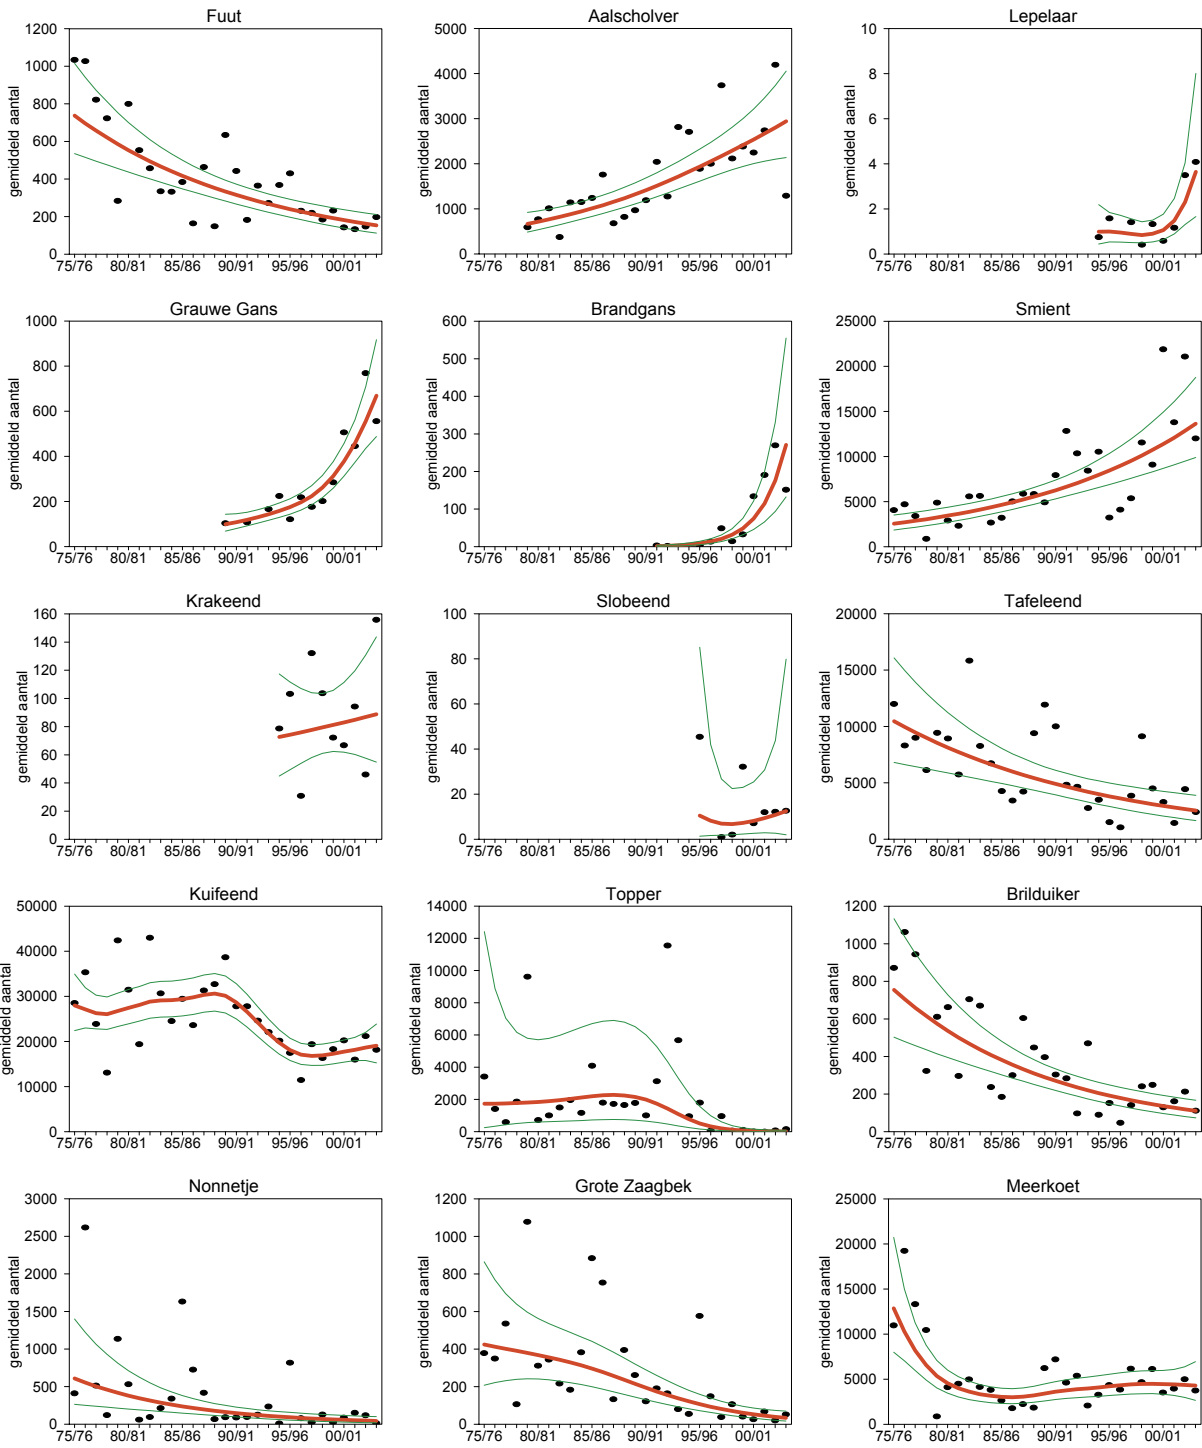 Fuut
Aalscholver
Lepelaar
gemiddeld aantal
1200
1000
800
600
400
200
0
75/76 80/81 85/86 90/91 95/96 00/01
gemiddeld aantal
5000
4000
3000
2000
1000
0
75/76 80/81 85/86 90/91 95/96 00/01
gemiddeld aantal
10
8
6
4
2
0
75/76 80/81 85/86 90/91 95/96 00/01
Grauwe Gans
Brandgans
Smient
gemiddeld aantal
1000
800
600
400
200
0
75/76 80/81 85/86 90/91 95/96 00/01
gemiddeld aantal
600
500
400
300
200
100
0
75/76 80/81 85/86 90/91 95/96 00/01
gemiddeld aantal
25000
20000
15000
10000
5000
0
75/76 80/81 85/86 90/91 95/96 00/01
Krakeend
Slobeend
Tafeleend
gemiddeld aantal
160
140
120
100
80
60
40
20
0
75/76 80/81 85/86 90/91 95/96 00/01
gemiddeld aantal
100
80
60
40
20
0
75/76 80/81 85/86 90/91 95/96 00/01
gemiddeld aantal
20000
15000
10000
5000
0
75/76 80/81 85/86 90/91 95/96 00/01
Kuifeend
Topper
Brilduiker
gemiddeld aantal
50000
40000
30000
20000
10000
0
75/76 80/81 85/86 90/91 95/96 00/01
gemiddeld aantal
14000
12000
10000
8000
6000
4000
2000
0
75/76 80/81 85/86 90/91 95/96 00/01
gemiddeld aantal
1200
1000
800
600
400
200
0
75/76 80/81 85/86 90/91 95/96 00/01
Nonnetje
Grote Zaagbek
Meerkoet
gemiddeld aantal
3000
2500
2000
1500
1000
500
0
75/76 80/81 85/86 90/91 95/96 00/01
gemiddeld aantal
1200
1000
800
600
400
200
0
75/76 80/81 85/86 90/91 95/96 00/01
gemiddeld aantal
25000
20000
15000
10000
5000
0
75/76 80/81 85/86 90/91 95/96 00/01